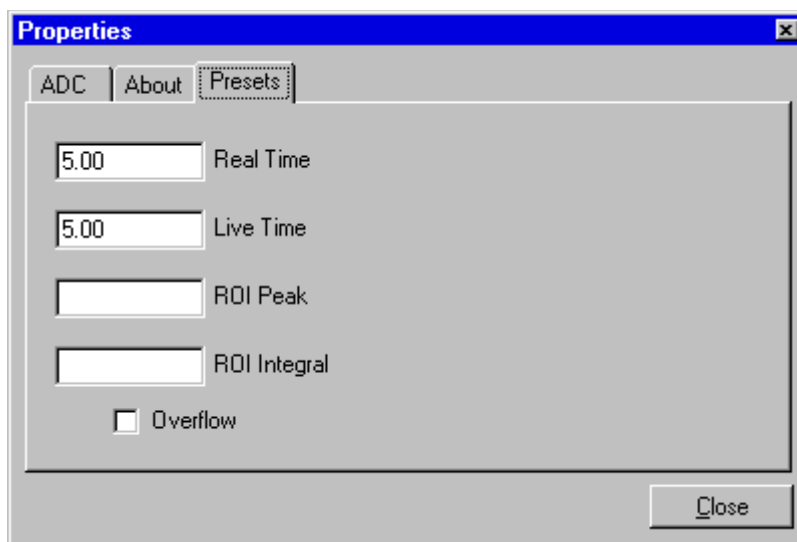 Properties
ADC About Presets
5.00 Real Time
5.00 Live Time
ROI Peak
ROI Integral
Overflow
Close